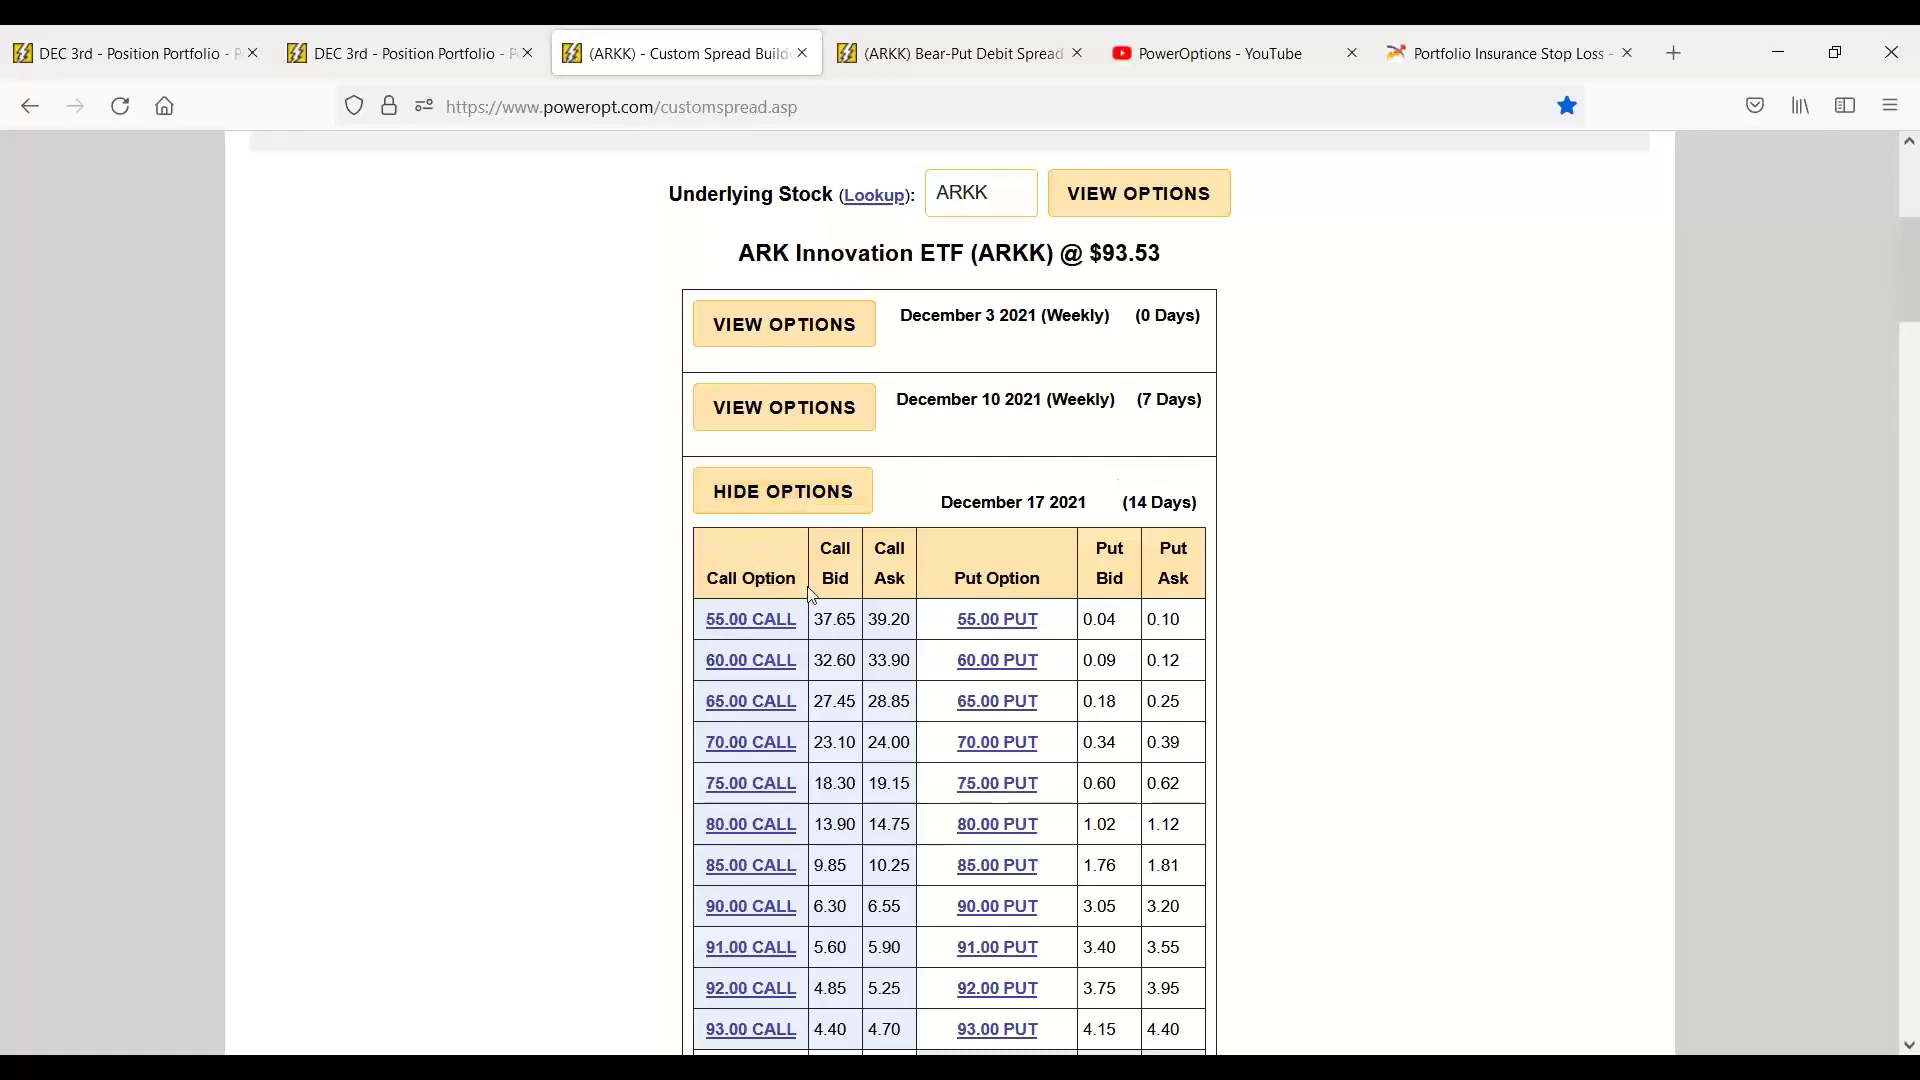 DEC 3rd - Position Portfolio - P
DEC 3rd - Position Portfolio - P
(ARKK) - Custom Spread Builde
(ARKK) Bear-Put Debit Spread
PowerOptions - YouTube
Portfolio Insurance Stop Loss -
https://www.poweropt.com/customspread.asp
Underlying Stock (Lookup): ARKK VIEW OPTIONS
ARK Innovation ETF (ARKK) @ $93.53
VIEW OPTIONS December 3 2021 (Weekly) (0 Days)
VIEW OPTIONS December 10 2021 (Weekly) (7 Days)
HIDE OPTIONS December 17 2021 (14 Days)
Call Option Call Bid Call Ask Put Option Put Bid Put Ask
55.00 CALL 37.65 39.20 55.00 PUT 0.04 0.10
60.00 CALL 32.60 33.90 60.00 PUT 0.09 0.12
65.00 CALL 27.45 28.85 65.00 PUT 0.18 0.25
70.00 CALL 23.10 24.00 70.00 PUT 0.34 0.39
75.00 CALL 18.30 19.15 75.00 PUT 0.60 0.62
80.00 CALL 13.90 14.75 80.00 PUT 1.02 1.12
85.00 CALL 9.85 10.25 85.00 PUT 1.76 1.81
90.00 CALL 6.30 6.55 90.00 PUT 3.05 3.20
91.00 CALL 5.60 5.90 91.00 PUT 3.40 3.55
92.00 CALL 4.85 5.25 92.00 PUT 3.75 3.95
93.00 CALL 4.40 4.70 93.00 PUT 4.15 4.40